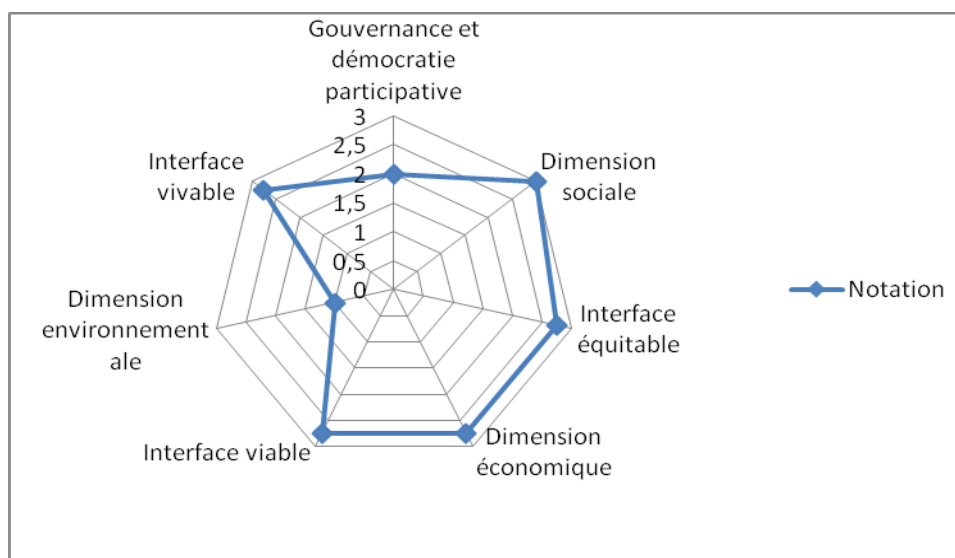 Gouvernance et
démocratie
participative
3
2,5
2
1,5
1
0,5
0
Dimension
sociale
Interface
équitable
Dimension
économique
Interface viable
Dimension
environnement
ale
Interface
vivable
Notation